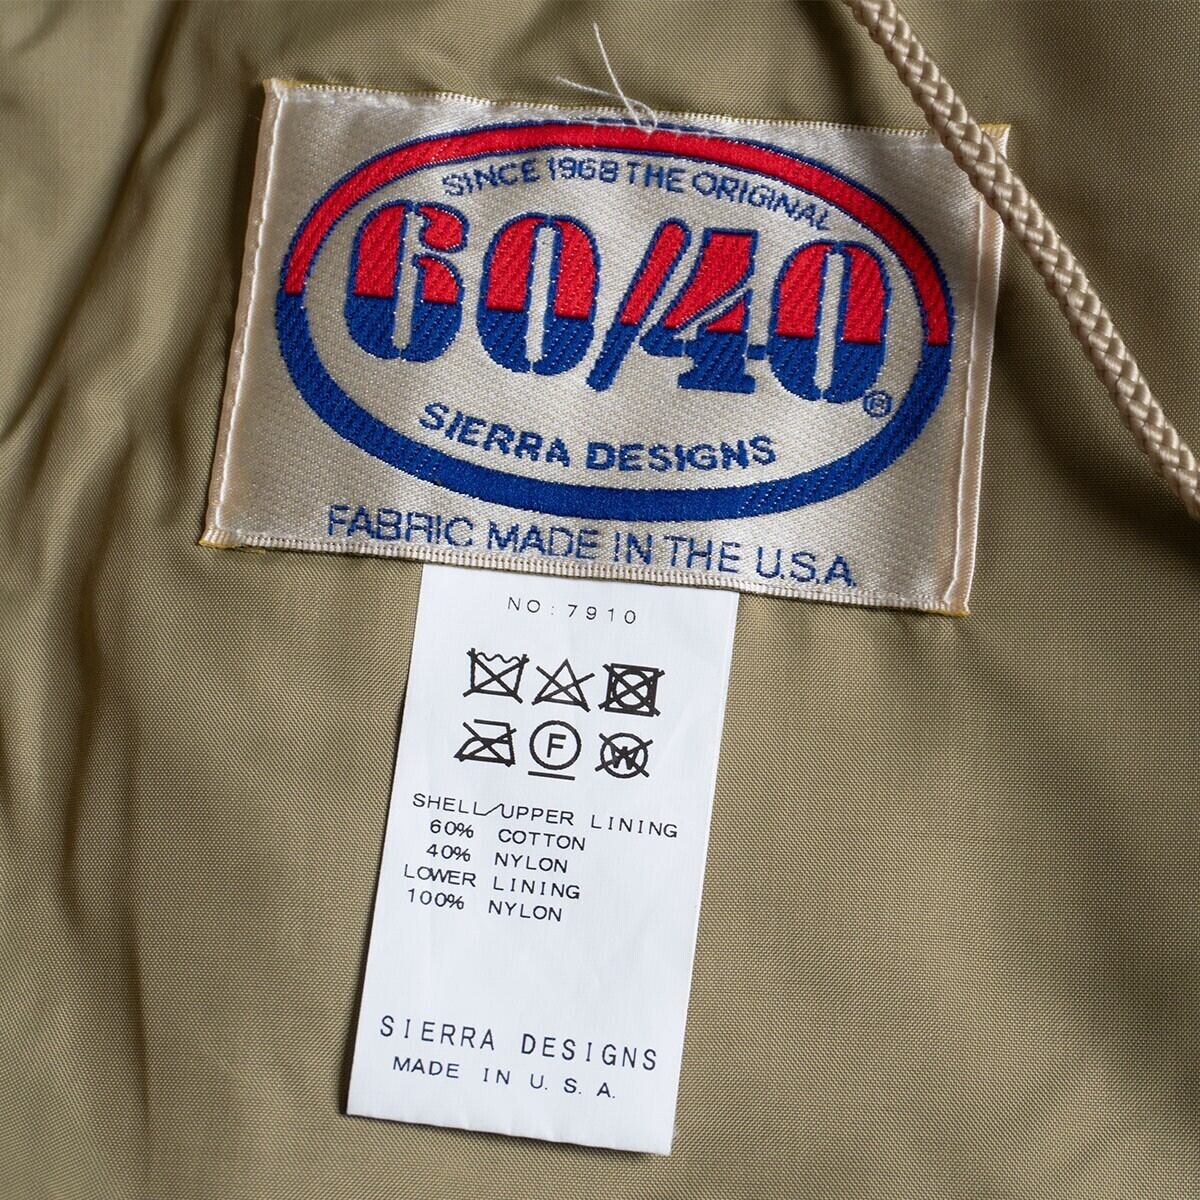 SINCE 1968 THE ORIGINAL
60/40®
SIERRA DESIGNS
FABRIC MADE IN THE U.S.A.
NO:7910
F W
SHELL/UPPER LINING
60% COTTON
40% NYLON
LOWER LINING
100% NYLON
SIERRA DESIGNS
MADE IN U.S.A.